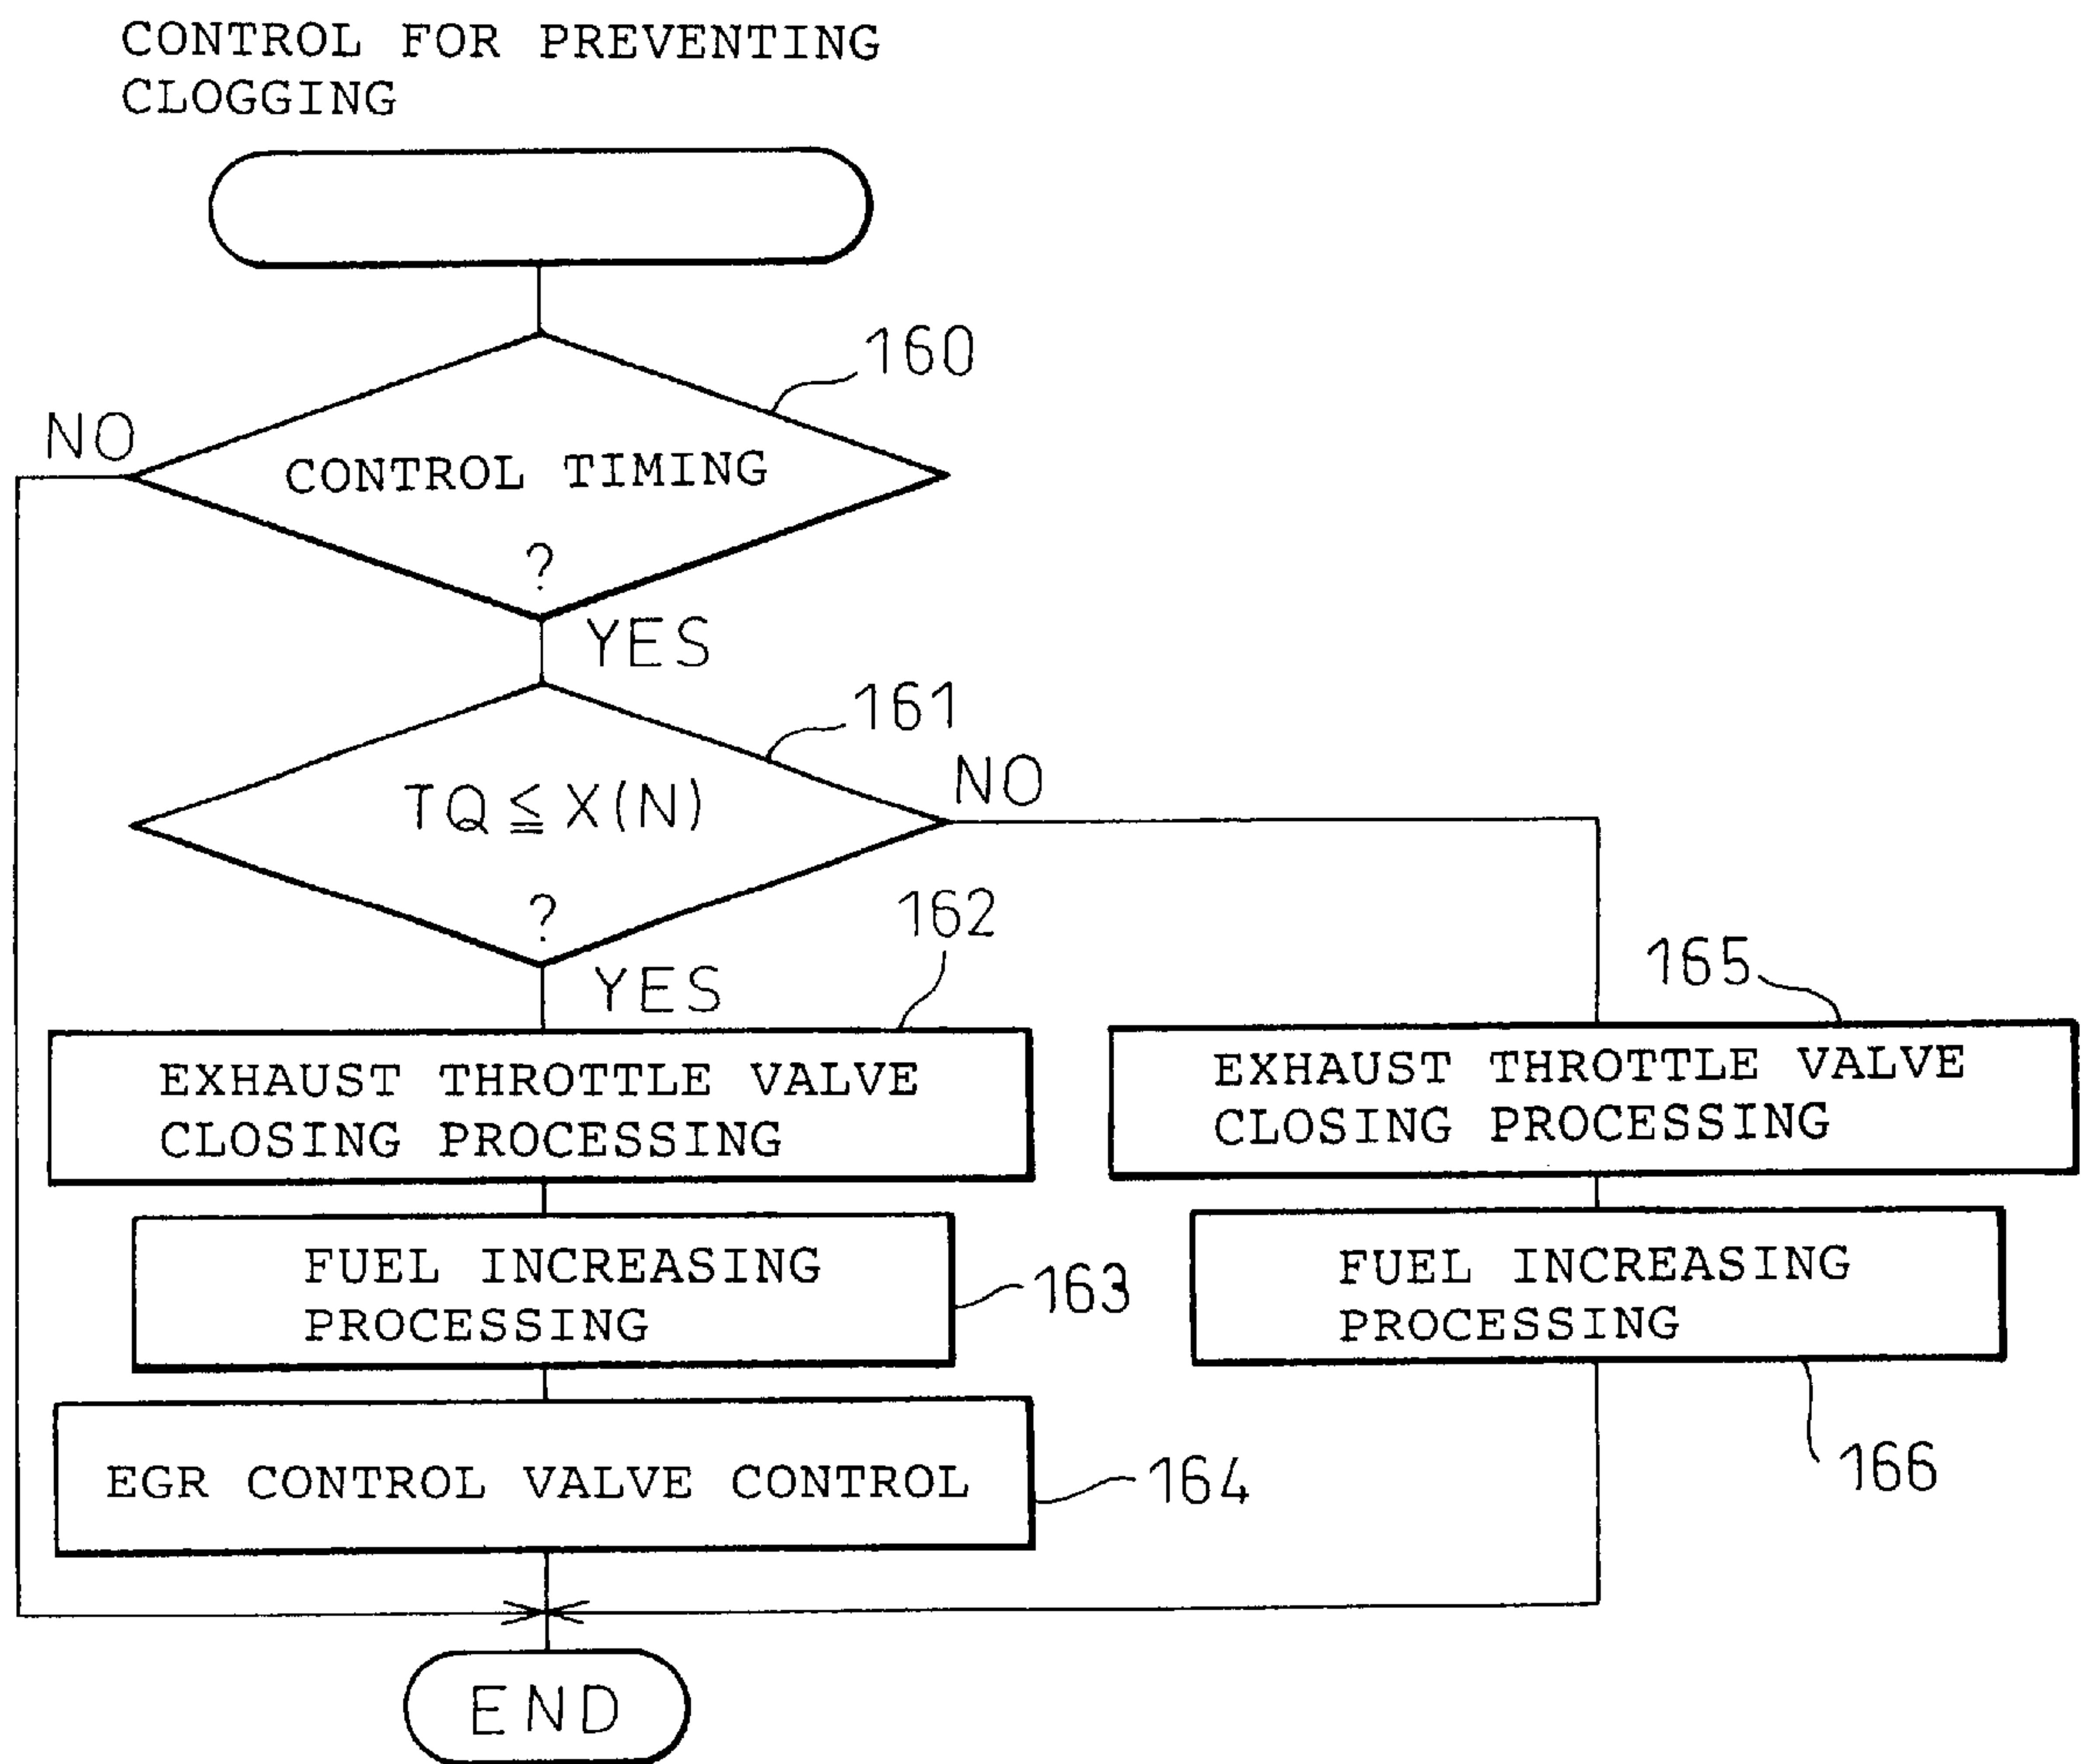 CONTROL FOR PREVENTING
CLOGGING
160
NO
CONTROL TIMING
?
YES
161
NO
TQ ≦ X(N)
?
162
YES
165
EXHAUST THROTTLE VALVE
CLOSING PROCESSING
EXHAUST THROTTLE VALVE
CLOSING PROCESSING
FUEL INCREASING
PROCESSING
163
FUEL INCREASING
PROCESSING
EGR CONTROL VALVE CONTROL
164
166
END